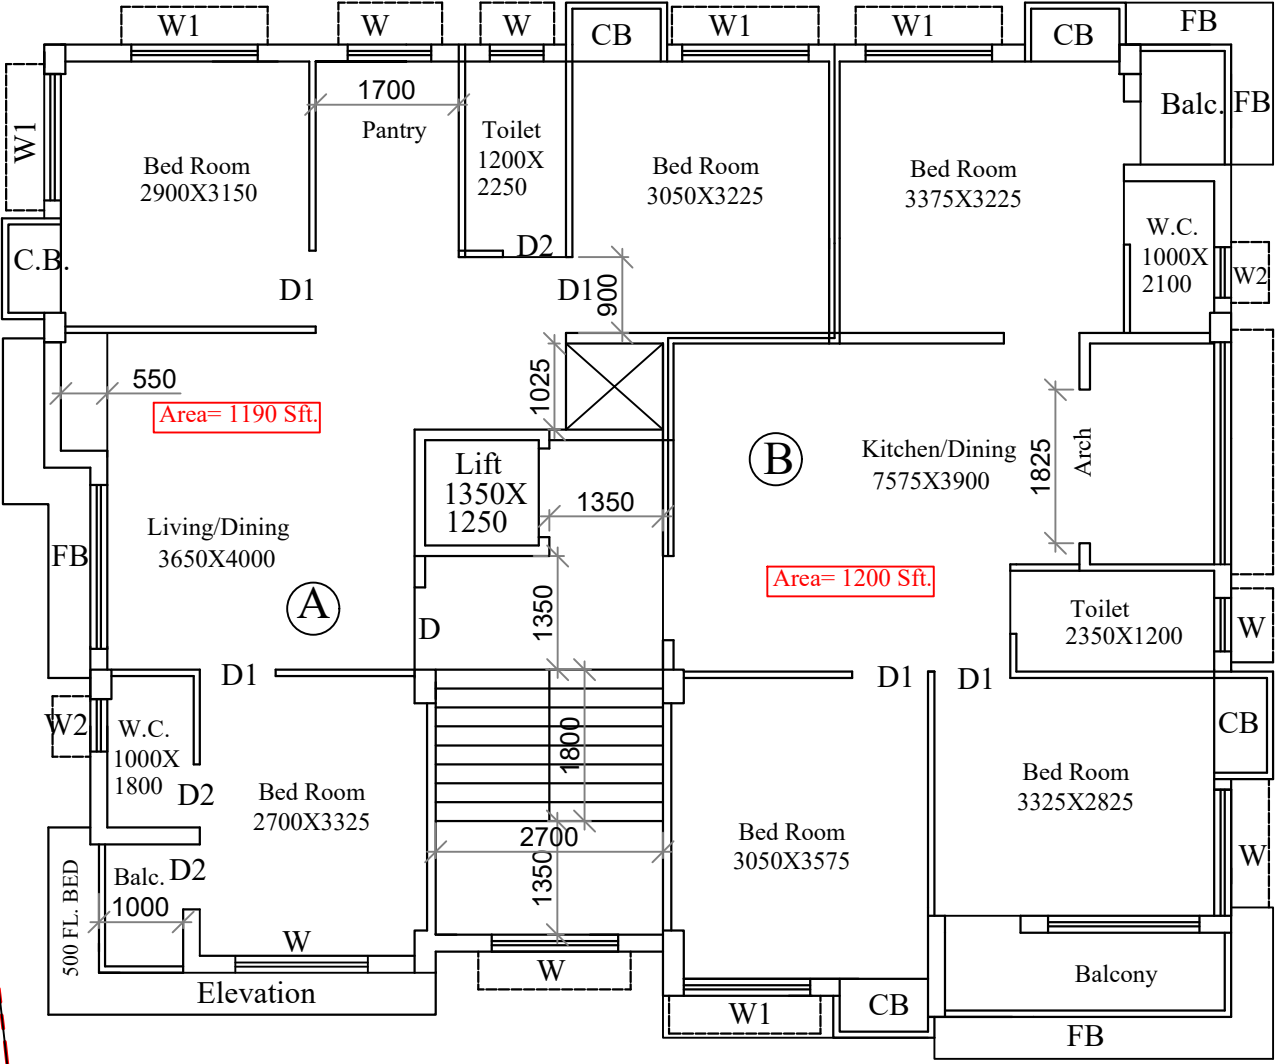 W1
W
W
CB
W1
W1
CB
FB
1700
Pantry
Toilet
1200X
2250
Balc.
FB
W1
Bed Room
2900X3150
Bed Room
3050X3225
Bed Room
3375X3225
W.C.
1000X
2100
C.B.
D2
D1
D1
900
W2
550
1025
Area= 1190 Sft.
B
Kitchen/Dining
7575X3900
1825
Arch
Lift
1350X
1250
1350
Living/Dining
3650X4000
FB
Area= 1200 Sft.
A
1350
D
Toilet
2350X1200
W
D1
D1
D1
W2
W.C.
1000X
1800
1800
CB
D2
Bed Room
2700X3325
Bed Room
3325X2825
2700
Bed Room
3050X3575
W
500 FL. BED
Balc.
D2
1000
1350
W
W
Balcony
Elevation
W1
CB
FB